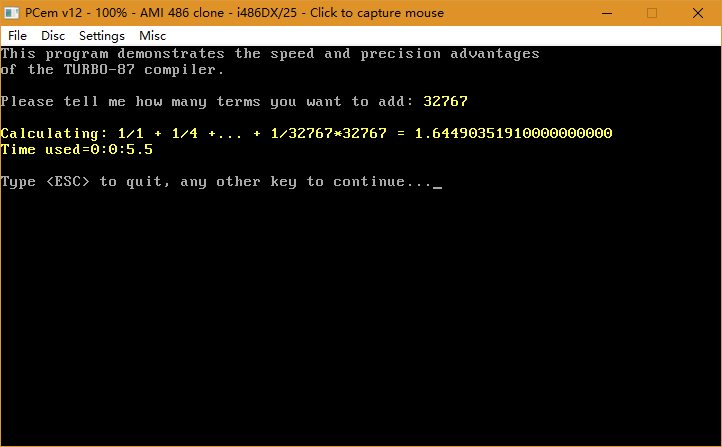 PCem v12 - 100% - AMI 486 clone - i486DX/25 - Click to capture mouse
File Disc Settings Misc
This program demonstrates the speed and precision advantages
of the TURBO-87 compiler.
Please tell me how many terms you want to add: 32767
Calculating: 1/1 + 1/4 +... + 1/32767*32767 = 1.64490351910000000000
Time used=0:0:5.5
Type <ESC> to quit, any other key to continue..._